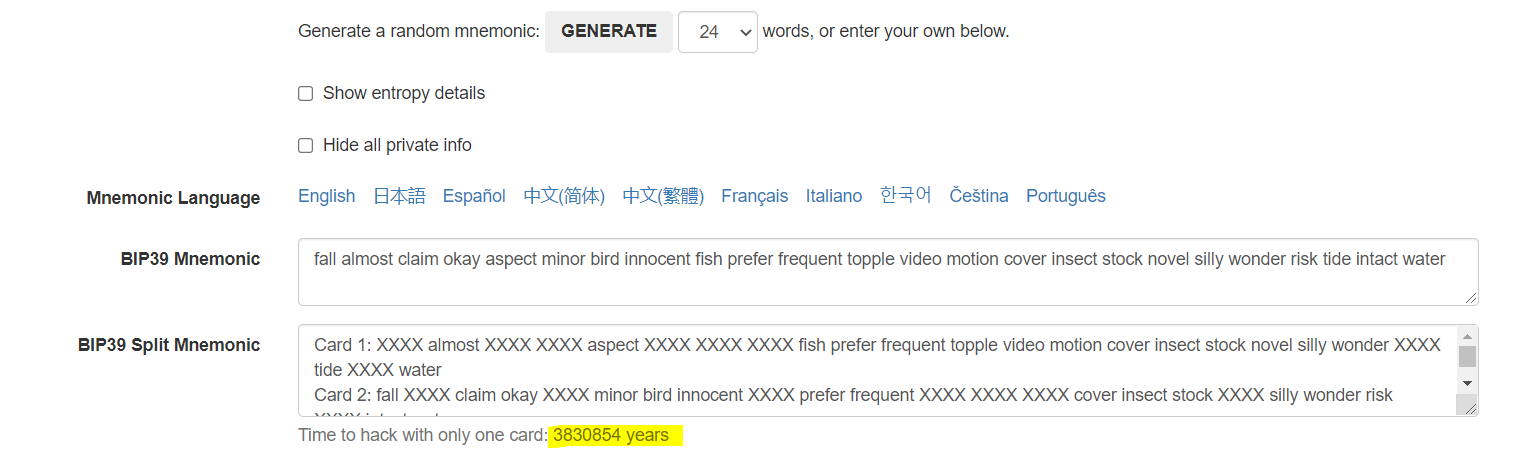 Generate a random mnemonic: GENERATE 24 words, or enter your own below.
Show entropy details
Hide all private info
Mnemonic Language English 日本語 Español 中文(简体) 中文(繁體) Français Italiano 한국어 Čeština Português
BIP39 Mnemonic fall almost claim okay aspect minor bird innocent fish prefer frequent topple video motion cover insect stock novel silly wonder risk tide intact water
BIP39 Split Mnemonic Card 1: XXXX almost XXXX XXXX aspect XXXX XXXX XXXX fish prefer frequent topple video motion cover insect stock novel silly wonder XXXX
tide XXXX water
Card 2: fall XXXX claim okay XXXX minor bird innocent XXXX prefer frequent XXXX XXXX XXXX cover insect stock XXXX silly wonder risk
Time to hack with only one card: 3830854 years